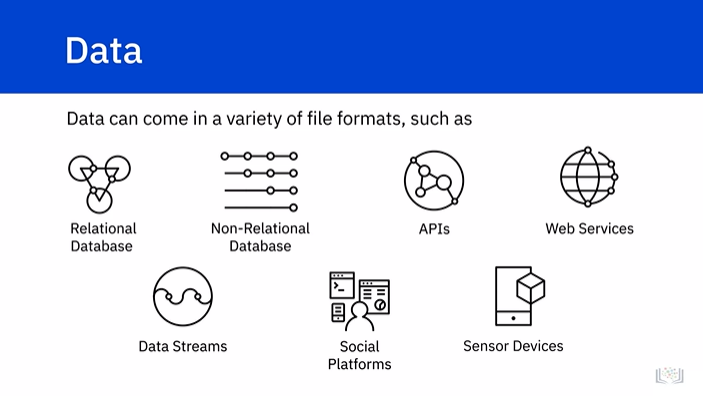 Data
Data can come in a variety of file formats, such as
Relational
Database
Non-Relational
Database
APIs
Web Services
Data Streams
Social
Platforms
Sensor Devices